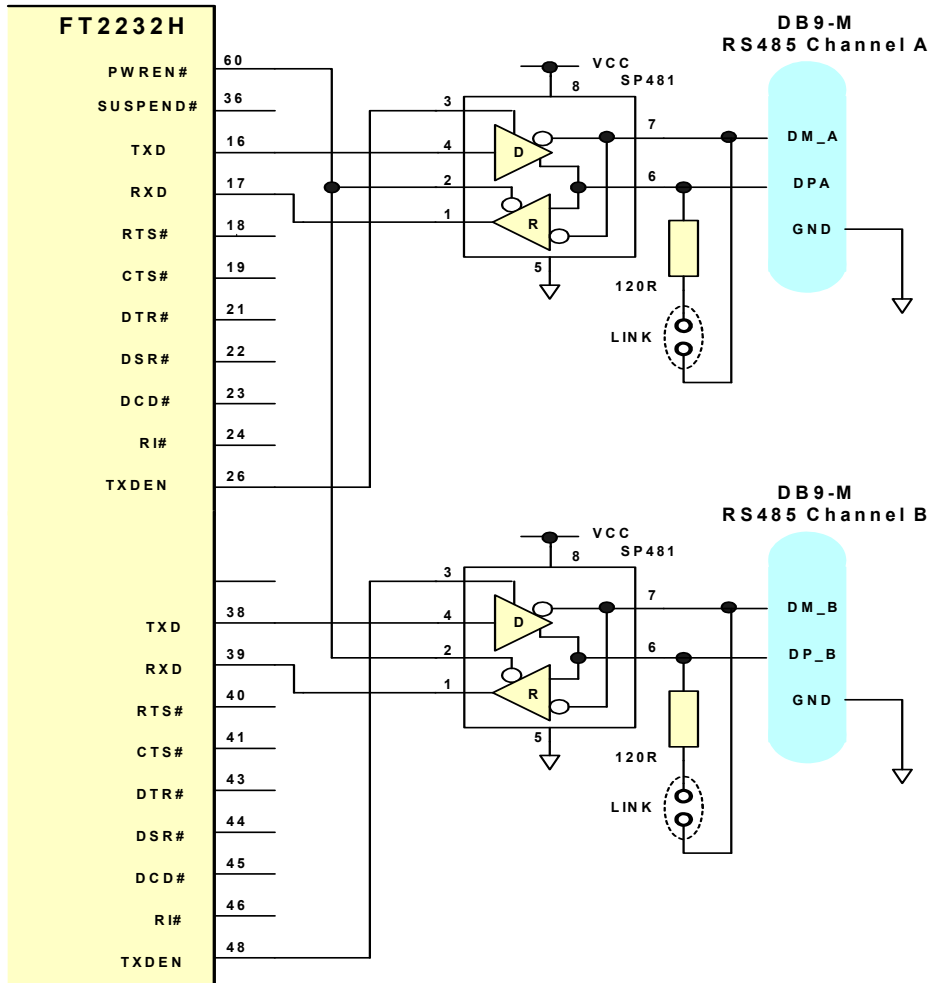 FT2232H
PWREN#
60
SUSPEND#
36
TXD
16
RXD
17
RTS#
18
CTS#
19
DTR#
21
DSR#
22
DCD#
23
RI#
24
TXDEN
26
VCC
SP481
8
3
4
D
2
1
R
5
7
6
120R
LINK
DB9-M
RS485 Channel A
DM_A
DPA
GND
TXD
38
RXD
39
RTS#
40
CTS#
41
DTR#
43
DSR#
44
DCD#
45
RI#
46
TXDEN
48
VCC
SP481
8
3
4
D
2
1
R
5
7
6
120R
LINK
DB9-M
RS485 Channel B
DM_B
DP_B
GND